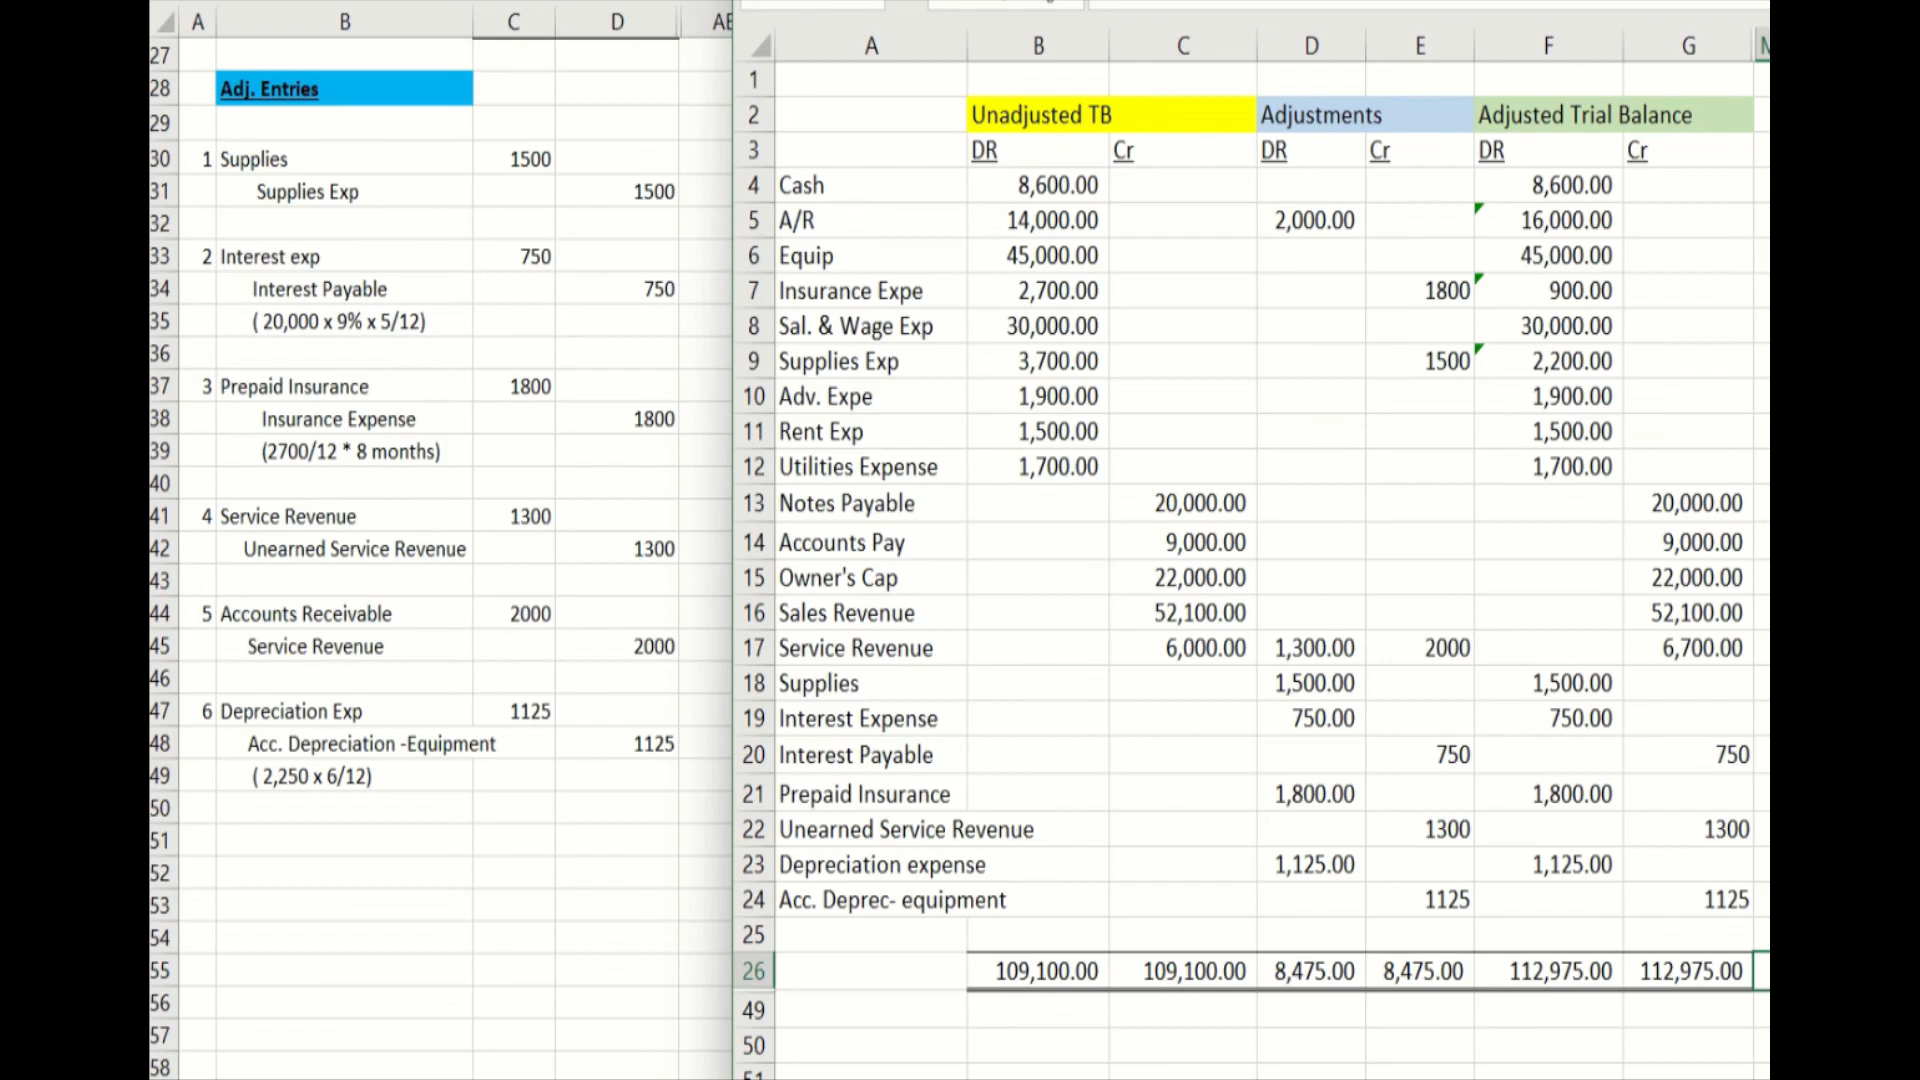 A B C D
27
28 Adj. Entries
29
30 1 Supplies 1500
31 Supplies Exp 1500
32
33 2 Interest exp 750
34 Interest Payable 750
35 ( 20,000 x 9% x 5/12)
36
37 3 Prepaid Insurance 1800
38 Insurance Expense 1800
39 (2700/12 * 8 months)
40
41 4 Service Revenue 1300
42 Unearned Service Revenue 1300
43
44 5 Accounts Receivable 2000
45 Service Revenue 2000
46
47 6 Depreciation Exp 1125
48 Acc. Depreciation -Equipment 1125
49 ( 2,250 x 6/12)
50
51
52
53
54
55
56
57
58
A B C D E F G
1
2 Unadjusted TB Adjustments Adjusted Trial Balance
3 DR Cr DR Cr DR Cr
4 Cash 8,600.00 8,600.00
5 A/R 14,000.00 2,000.00 16,000.00
6 Equip 45,000.00 45,000.00
7 Insurance Expe 2,700.00 1800 900.00
8 Sal. & Wage Exp 30,000.00 30,000.00
9 Supplies Exp 3,700.00 1500 2,200.00
10 Adv. Expe 1,900.00 1,900.00
11 Rent Exp 1,500.00 1,500.00
12 Utilities Expense 1,700.00 1,700.00
13 Notes Payable 20,000.00 20,000.00
14 Accounts Pay 9,000.00 9,000.00
15 Owner's Cap 22,000.00 22,000.00
16 Sales Revenue 52,100.00 52,100.00
17 Service Revenue 6,000.00 1,300.00 2000 6,700.00
18 Supplies 1,500.00 1,500.00
19 Interest Expense 750.00 750.00
20 Interest Payable 750 750
21 Prepaid Insurance 1,800.00 1,800.00
22 Unearned Service Revenue 1300 1300
23 Depreciation expense 1,125.00 1,125.00
24 Acc. Deprec- equipment 1125 1125
25
26 109,100.00 109,100.00 8,475.00 8,475.00 112,975.00 112,975.00
49
50